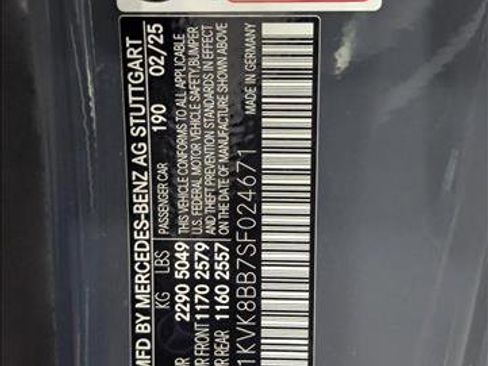 MFD BY MERCEDES-BENZ AG STUTTGART
KG LBS PASSENGER CAR 190 02/25
2290 5049
FRONT 1170 2579
REAR 1160 2557
THIS VEHICLE CONFORMS TO ALL APPLICABLE
U.S. FEDERAL MOTOR VEHICLE SAFETY BUMPER
AND THEFT PREVENTION STANDARDS IN EFFECT
ON THE DATE OF MANUFACTURE SHOWN ABOVE
1KVK8BB7SF024671 MADE IN GERMANY